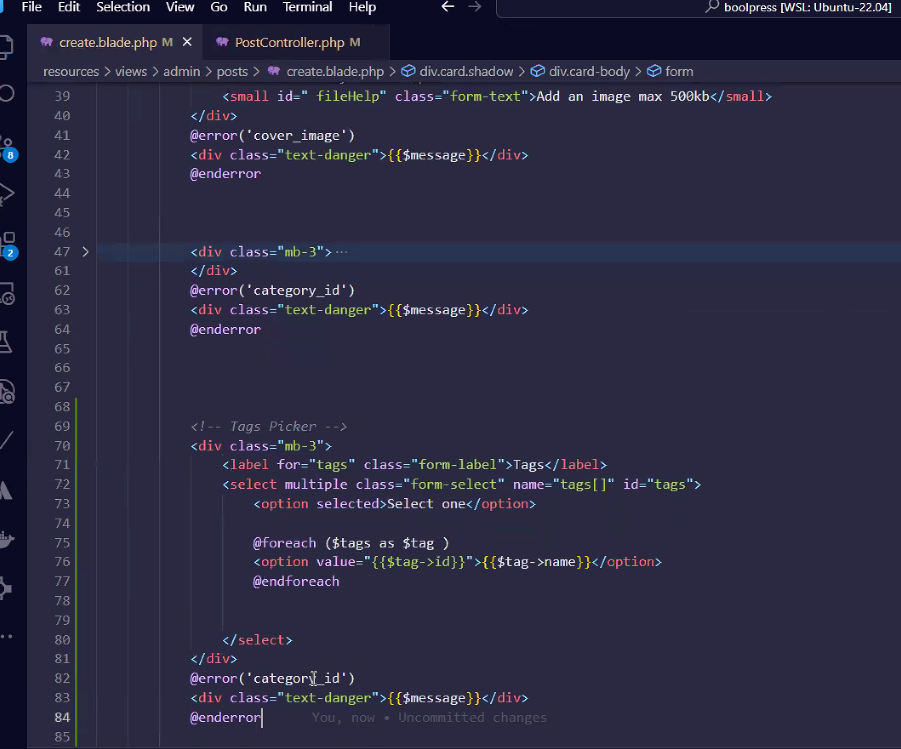 File Edit Selection View Go Run Terminal Help ← → boolpress [WSL: Ubuntu-22.04]
create.blade.php M × PostController.php M
resources > views > admin > posts > create.blade.php > div.card.shadow > div.card-body > form
39 <small id=" fileHelp" class="form-text">Add an image max 500kb</small>
40 </div>
41 @error('cover_image')
42 <div class="text-danger">{{$message}}</div>
43 @enderror
44
45
46
47 > <div class="mb-3"> ···
61 </div>
62 @error('category_id')
63 <div class="text-danger">{{$message}}</div>
64 @enderror
65
66
67
68
69 <!-- Tags Picker -->
70 <div class="mb-3">
71 <label for="tags" class="form-label">Tags</label>
72 <select multiple class="form-select" name="tags[]" id="tags">
73 <option selected>Select one</option>
74
75 @foreach ($tags as $tag )
76 <option value="{{$tag->id}}">{{$tag->name}}</option>
77 @endforeach
78
79
80 </select>
81 </div>
82 @error('category_id')
83 <div class="text-danger">{{$message}}</div>
84 @enderror You, now • Uncommitted changes
85
8
2